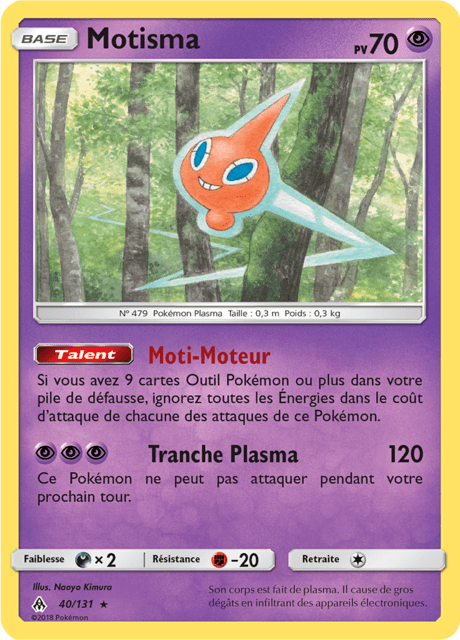 BASE Motisma PV70
N° 479 Pokémon Plasma Taille : 0,3 m Poids : 0,3 kg
Talent Moti-Moteur
Si vous avez 9 cartes Outil Pokémon ou plus dans votre
pile de défausse, ignorez toutes les Énergies dans le coût
d'attaque de chacune des attaques de ce Pokémon.
Tranche Plasma 120
Ce Pokémon ne peut pas attaquer pendant votre
prochain tour.
Faiblesse ×2 Résistance -20 Retraite
Illus. Naoyo Kimura
40/131 ★
©2018 Pokémon
Son corps est fait de plasma. Il cause de gros
dégâts en infiltrant des appareils électroniques.